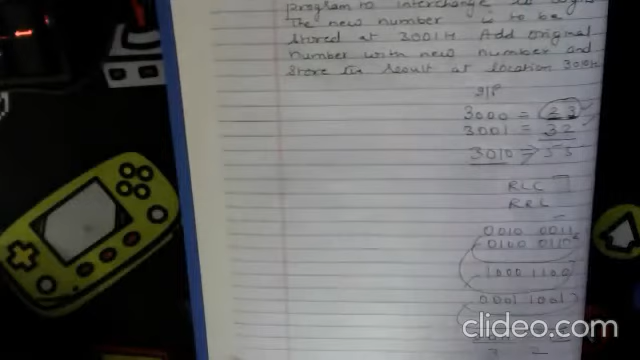 program to interchange its digits
The new number is to be
stored at 3001H Add original
number with new number and
store the result at location 3010H
I/P
3000 = 23
3001 = 32
3010 => 55
RLC
0010 0011
0100 0110
1000 1100
0001 1001
clideo.com